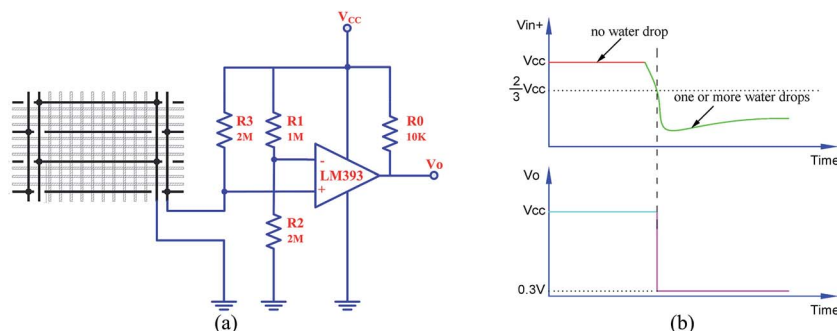 VCC
R3
2M
R1
1M
R0
10K
-
LM393
+
Vo
R2
2M
(a)
Vin+
no water drop
Vcc
2/3Vcc
one or more water drops
Time
Vo
Vcc
0.3V
Time
(b)